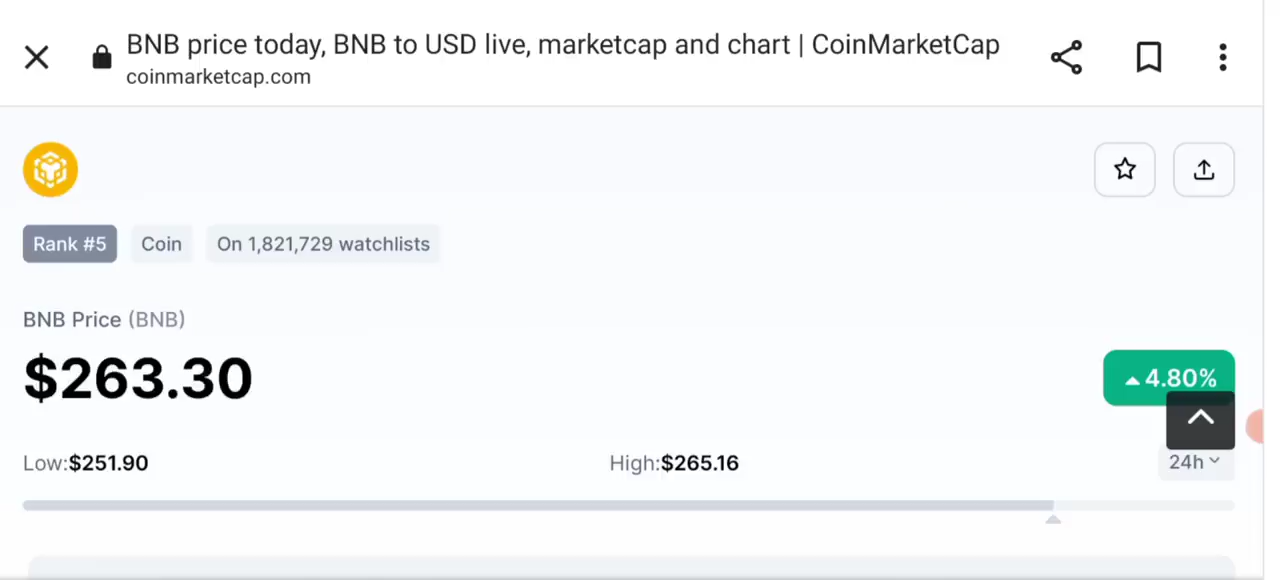 BNB price today, BNB to USD live, marketcap and chart | CoinMarketCap
coinmarketcap.com
Rank #5 Coin On 1,821,729 watchlists
BNB Price (BNB)
$263.30
4.80%
Low:$251.90 High:$265.16 24h